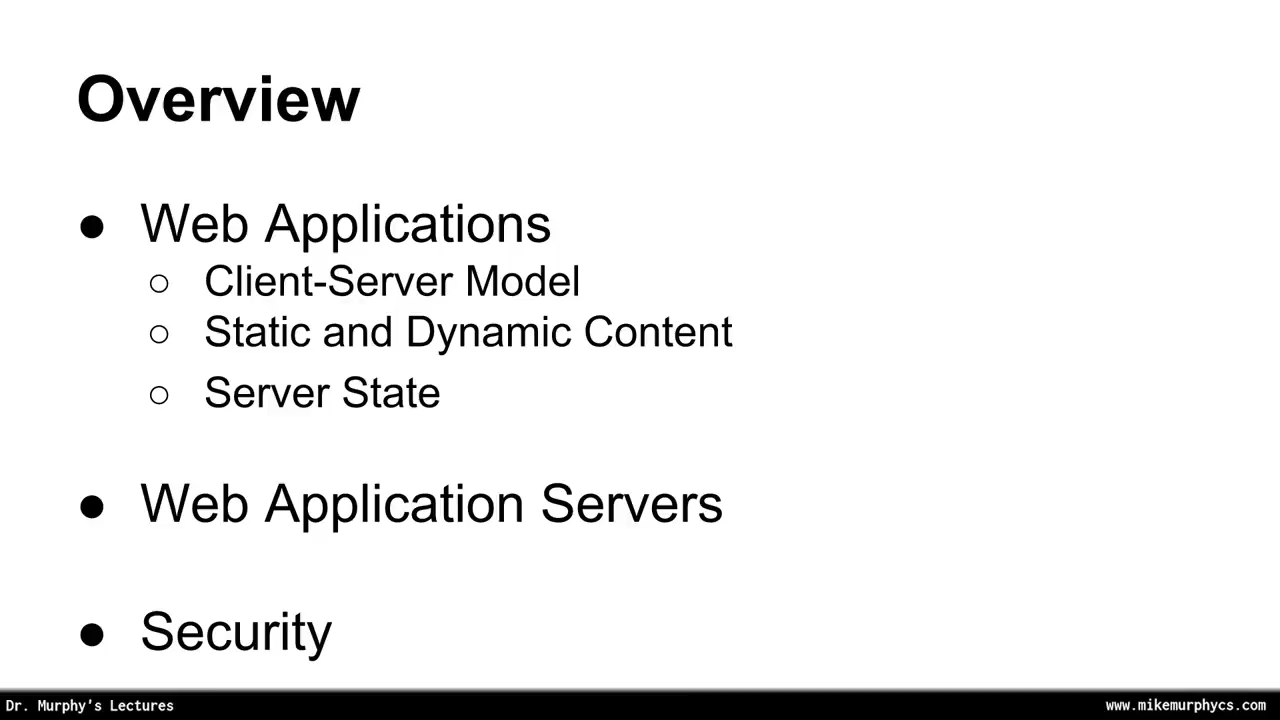 Overview
● Web Applications
○ Client-Server Model
○ Static and Dynamic Content
○ Server State
● Web Application Servers
● Security
Dr. Murphy's Lectures
www.mikemurphycs.com